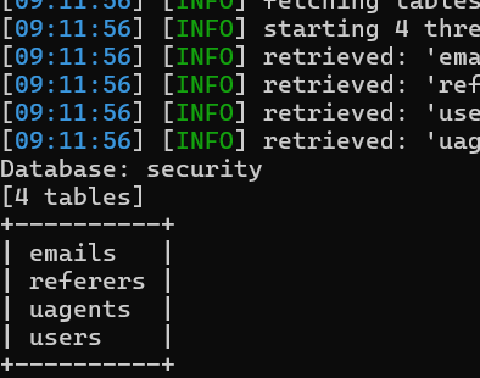 [09:11:56] [INFO] fetching tables
[09:11:56] [INFO] starting 4 thre
[09:11:56] [INFO] retrieved: 'ema
[09:11:56] [INFO] retrieved: 'ref
[09:11:56] [INFO] retrieved: 'use
[09:11:56] [INFO] retrieved: 'uag
Database: security
[4 tables]
+----------+
| emails   |
| referers |
| uagents  |
| users    |
+----------+